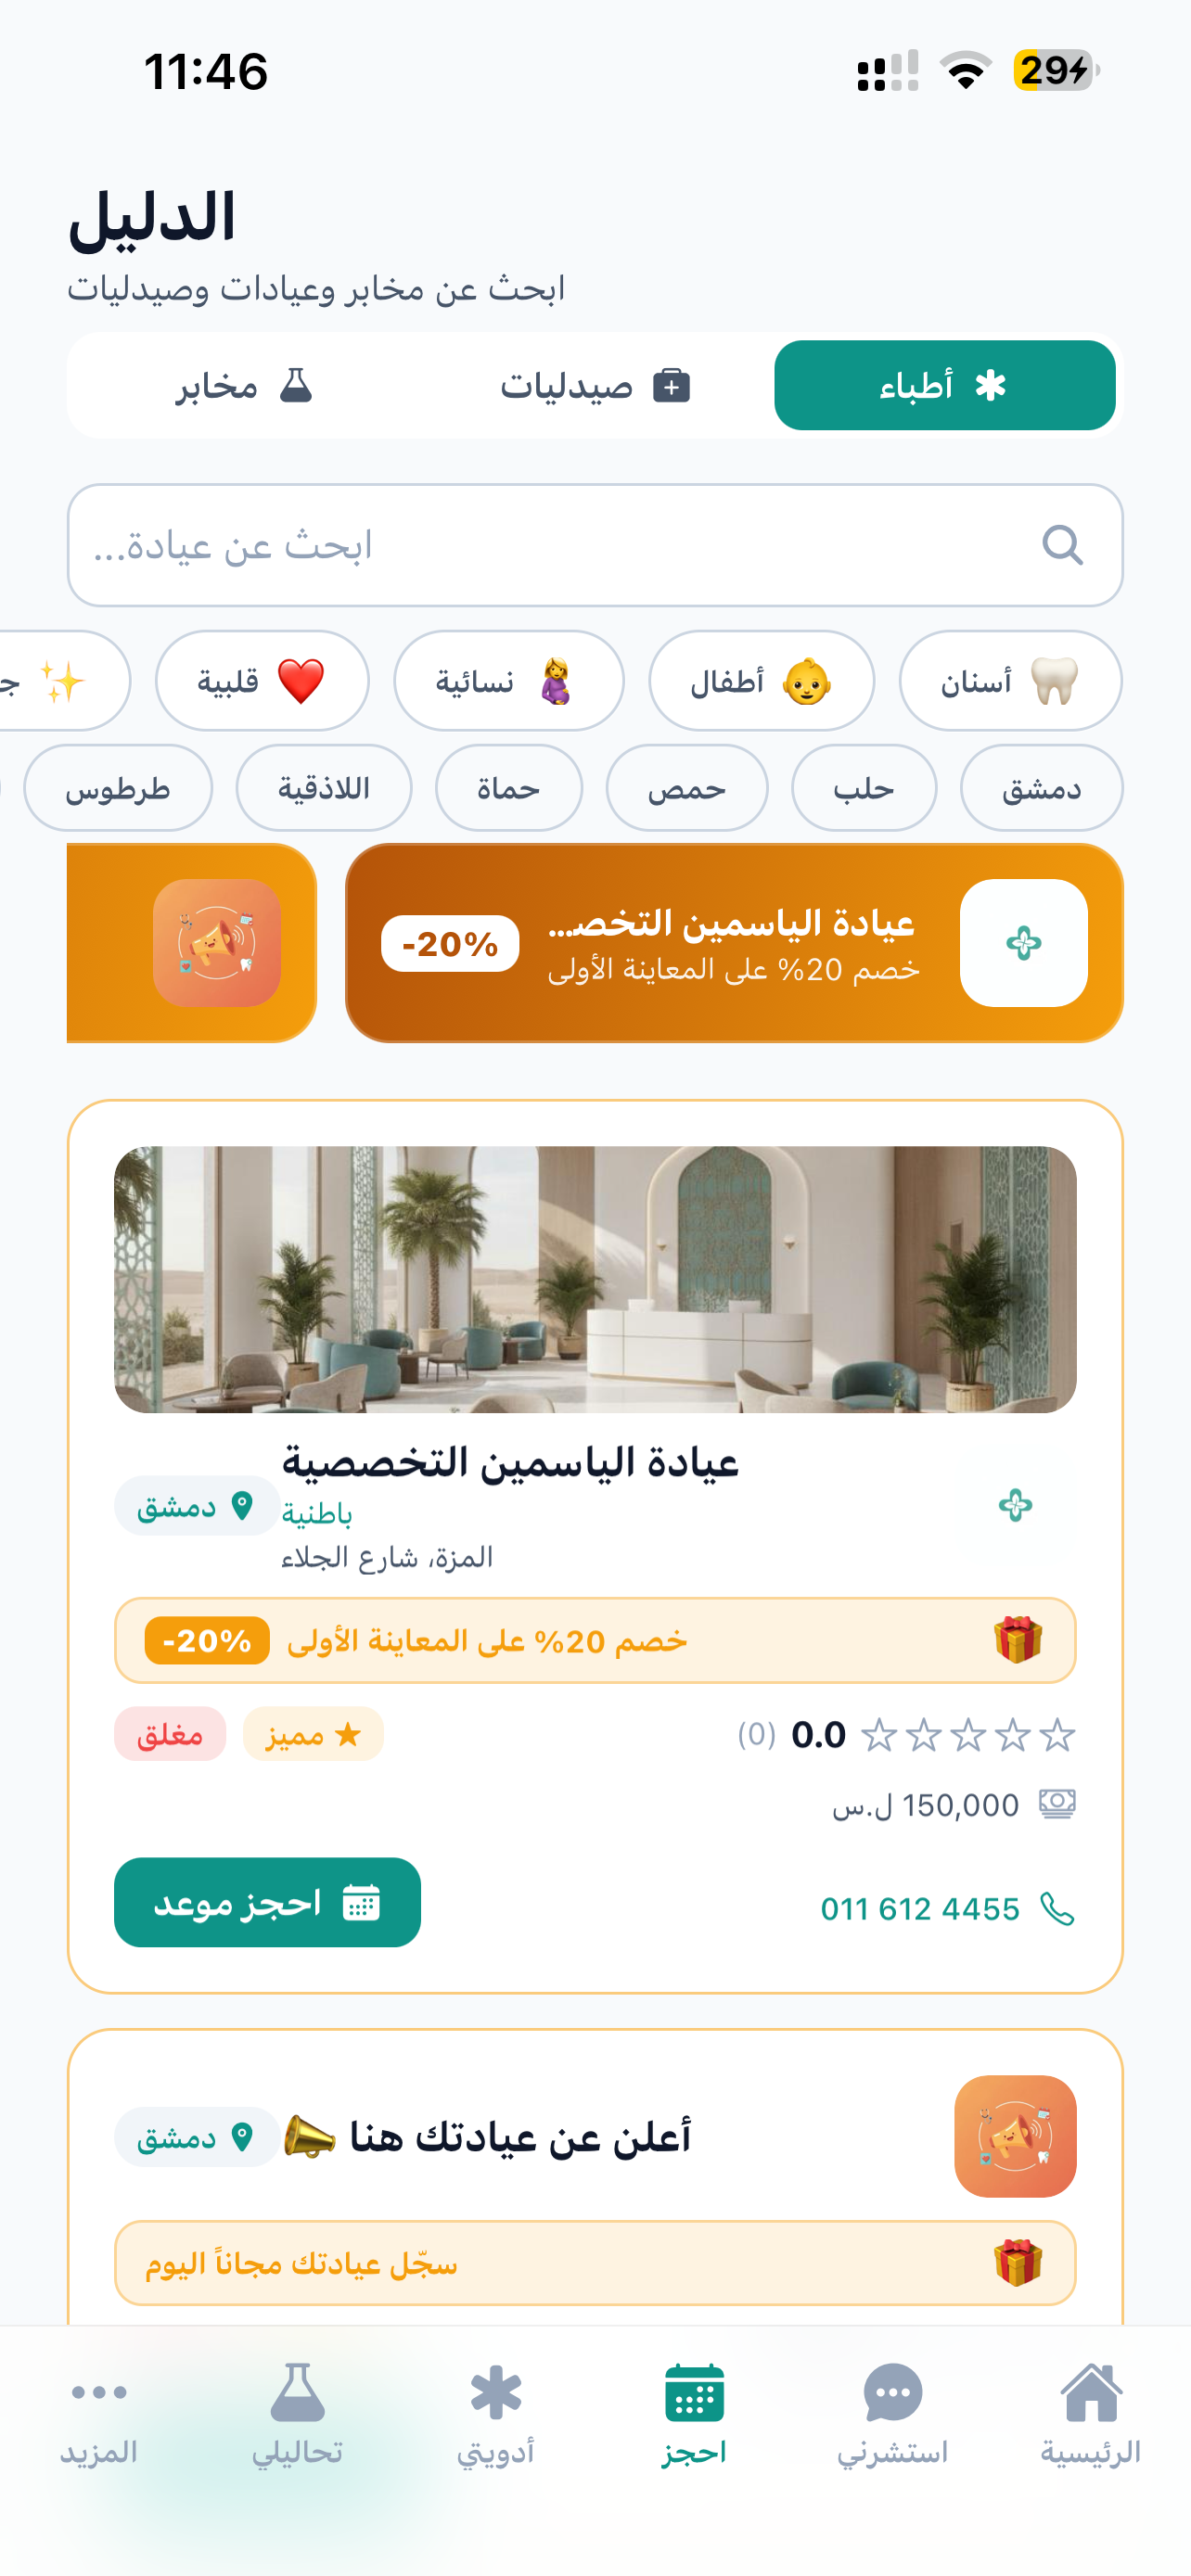 11:46
29
الدليل
ابحث عن مخابر وعيادات وصيدليات
أطباء صيدليات مخابر
ابحث عن عيادة...
أسنان أطفال نسائية قلبية
دمشق حلب حمص حماة اللاذقية طرطوس
عيادة الياسمين التخصـ...
خصم 20% على المعاينة الأولى
-20%
عيادة الياسمين التخصصية
باطنية
المزة، شارع الجلاء
دمشق
خصم 20% على المعاينة الأولى -20%
0.0 (0) مميز مغلق
150,000 ل.س
011 612 4455 احجز موعد
أعلن عن عيادتك هنا
دمشق
سجّل عيادتك مجاناً اليوم
الرئيسية استشرني احجز أدويتي تحاليلي المزيد